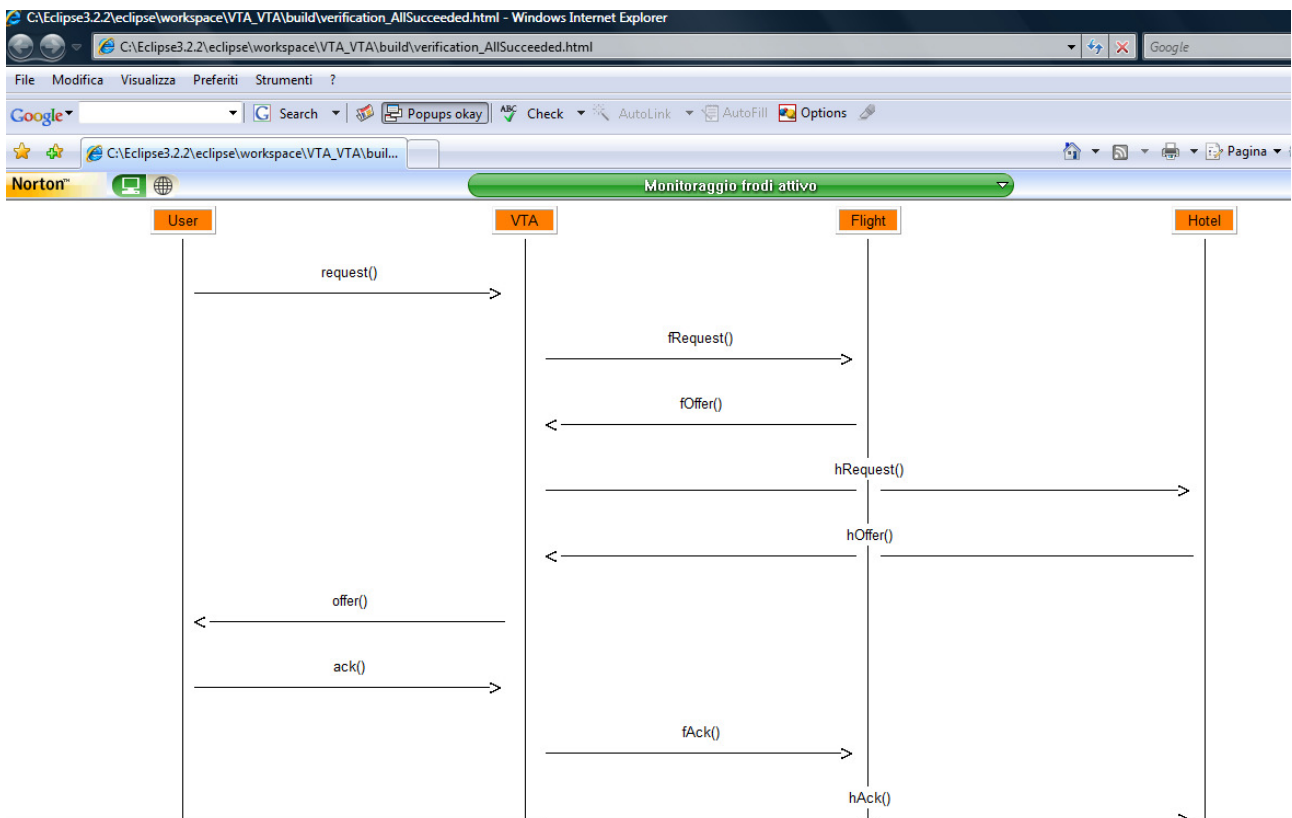 C:\Eclipse3.2.2\eclipse\workspace\VTA_VTA\build\verification_AllSucceeded.html - Windows Internet Explorer
C:\Eclipse3.2.2\eclipse\workspace\VTA_VTA\build\verification_AllSucceeded.html Google
File Modifica Visualizza Preferiti Strumenti ?
Google G Search Popups okay ABC Check AutoLink AutoFill Options
C:\Eclipse3.2.2\eclipse\workspace\VTA_VTA\buil... Pagina
Norton™ Monitoraggio frodi attivo
User VTA Flight Hotel
request()
fRequest()
fOffer()
hRequest()
hOffer()
offer()
ack()
fAck()
hAck()